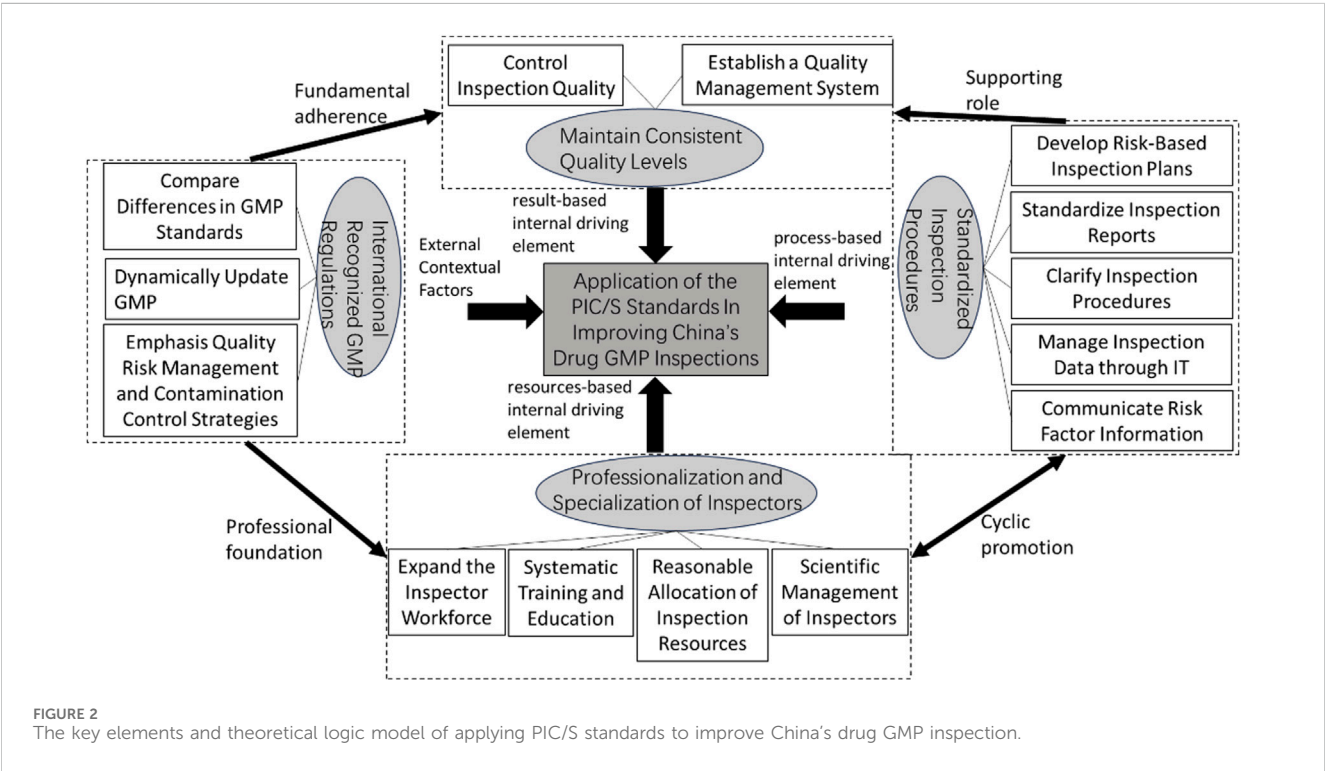 Control
Inspection Quality
Establish a Quality
Management System
Maintain Consistent
Quality Levels
Fundamental
adherence
Supporting
role
Compare
Differences in GMP
Standards
Dynamically Update
GMP
Emphasis Quality
Risk Management
and Contamination
Control Strategies
International
Recognized GMP
Regulations
External
Contextual
Factors
result-based
internal driving
element
Application of the
PIC/S Standards In
Improving China's
Drug GMP Inspections
process-based
internal driving
element
resources-based
internal driving
element
Standardized
Inspection
Procedures
Develop Risk-Based
Inspection Plans
Standardize Inspection
Reports
Clarify Inspection
Procedures
Manage Inspection
Data through IT
Communicate Risk
Factor Information
Professional
foundation
Professionalization and
Specialization of Inspectors
Cyclic
promotion
Expand the
Inspector
Workforce
Systematic
Training and
Education
Reasonable
Allocation of
Inspection
Resources
Scientific
Management
of Inspectors
FIGURE 2
The key elements and theoretical logic model of applying PIC/S standards to improve China's drug GMP inspection.